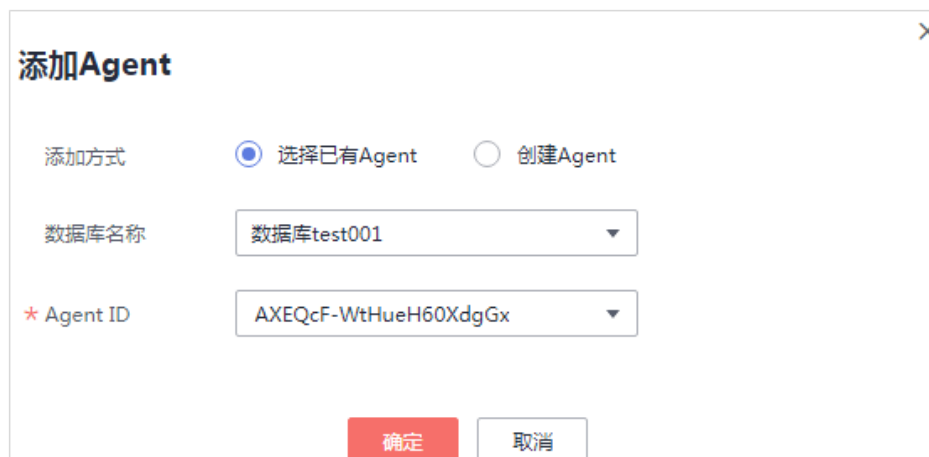 添加Agent
添加方式 选择已有Agent 创建Agent
数据库名称 数据库test001
* Agent ID AXEQcF-WtHueH60XdgGx
确定 取消